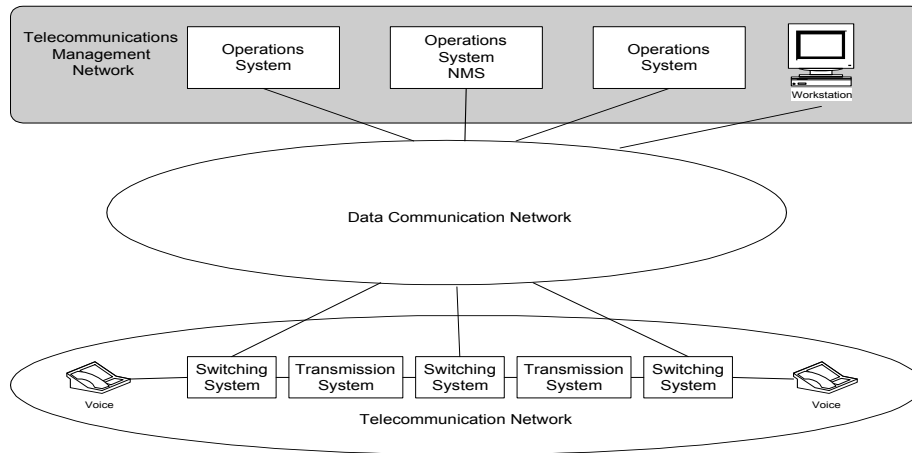 Telecommunications
Management
Network
Operations
System
Operations
System
NMS
Operations
System
Workstation
Data Communication Network
Switching
System
Transmission
System
Switching
System
Transmission
System
Switching
System
Voice
Voice
Telecommunication Network